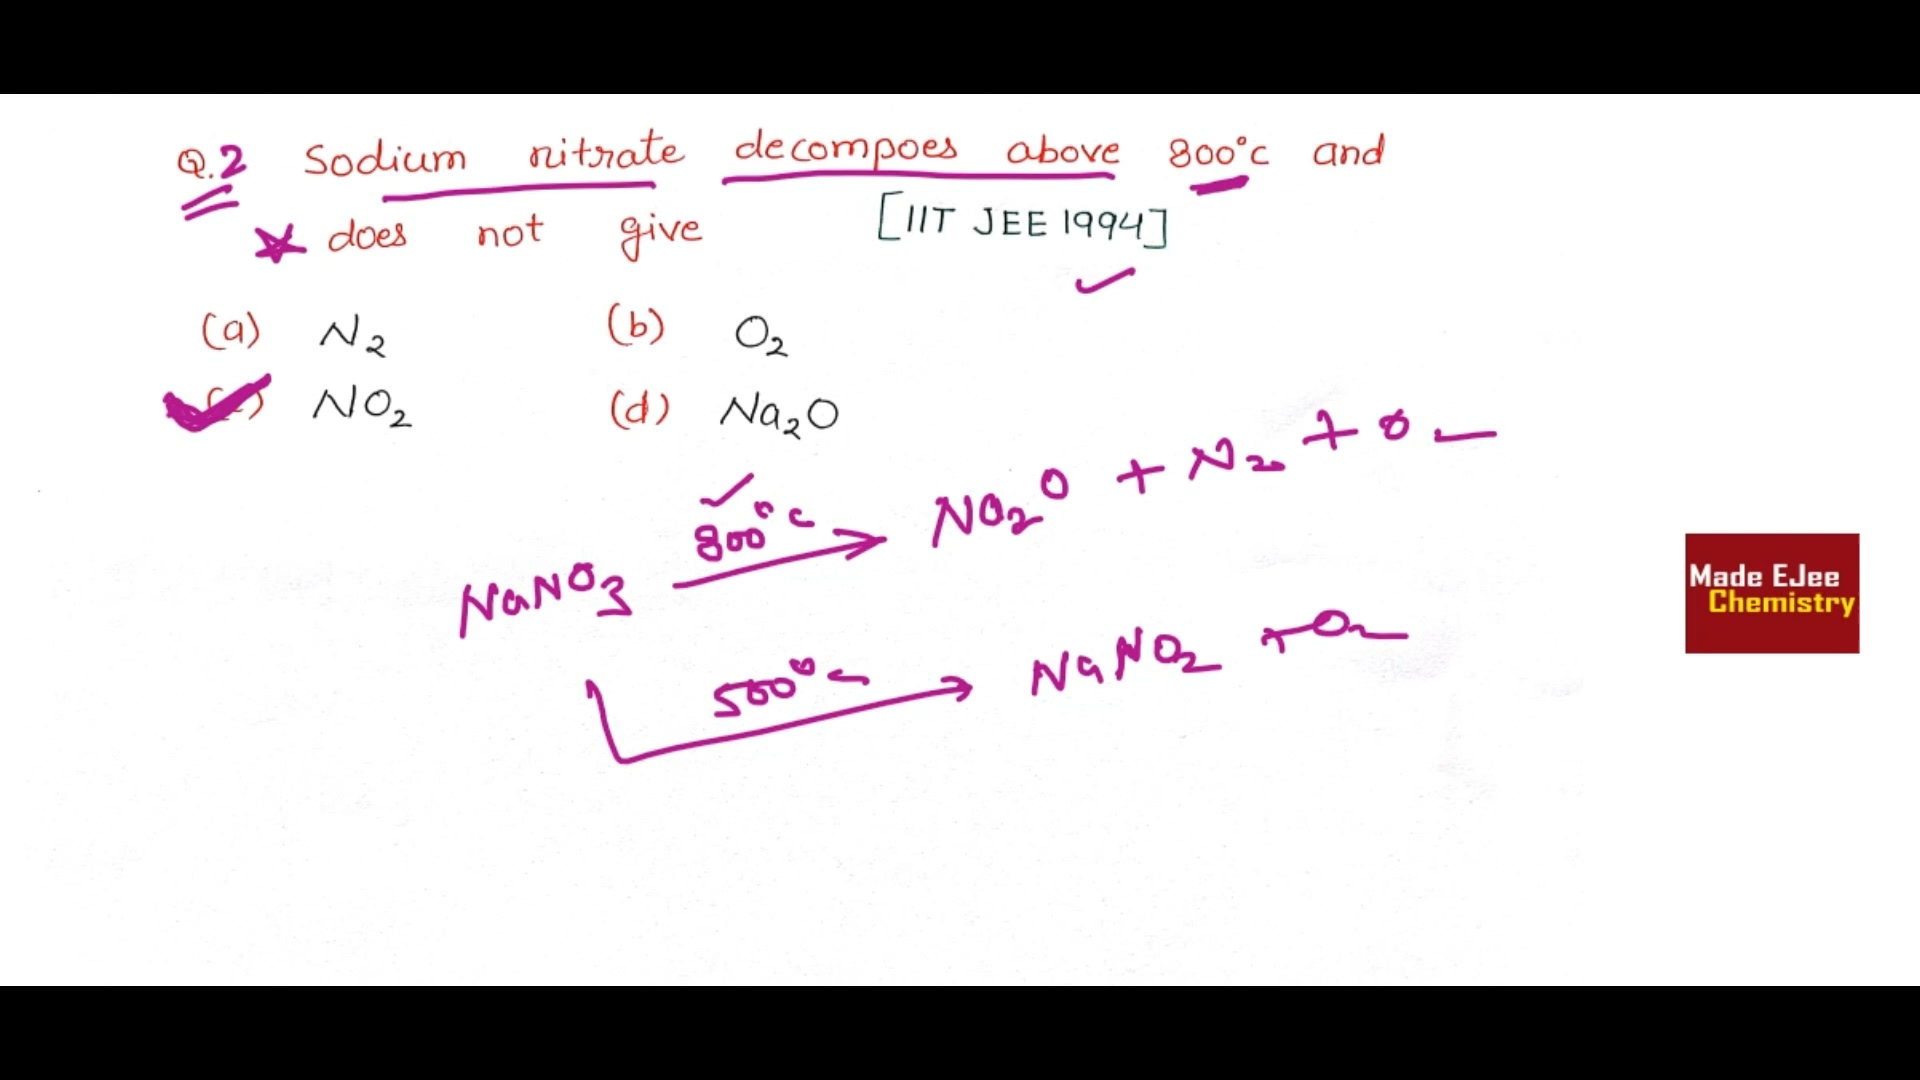 Q.2 Sodium nitrate decompoes above 800°c and
does not give [IIT JEE 1994]
(a) N2 (b) O2
(c) NO2 (d) Na2O
800°c
NaNO3 → NO2O + N2 + O
500°c
NaNO2 + O2
Made EJee
Chemistry